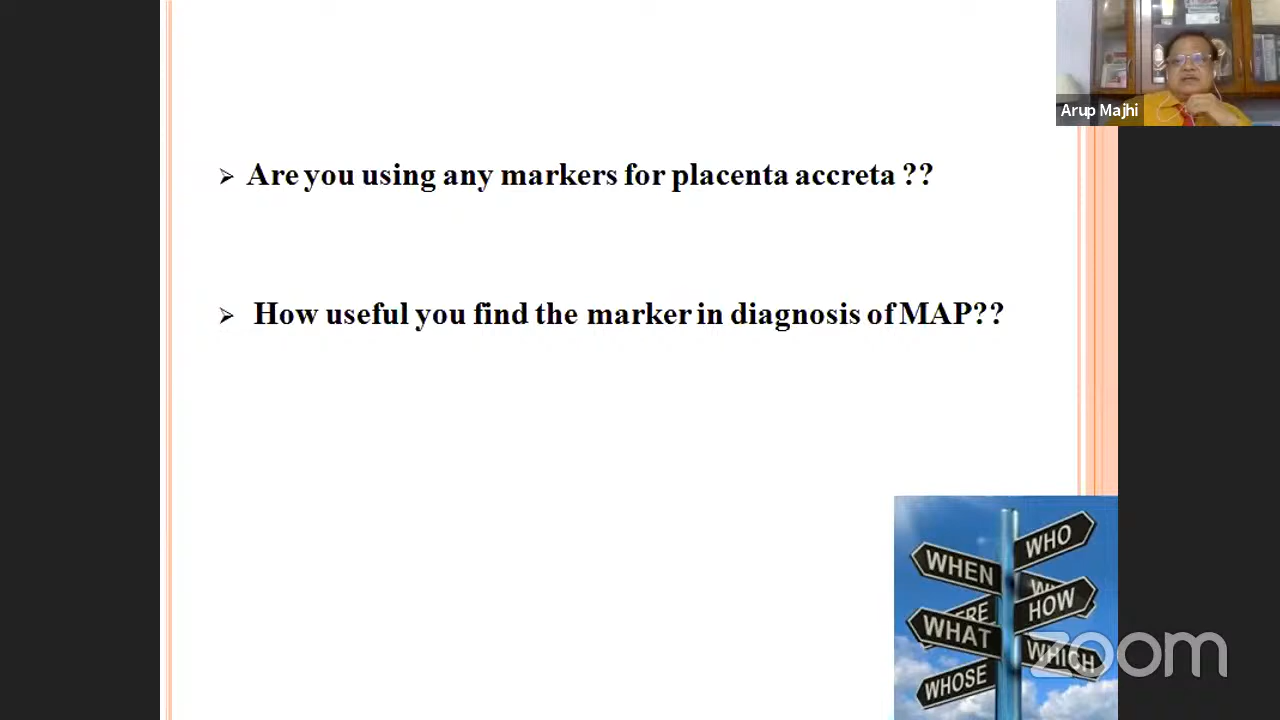 Arup Majhi
➢ Are you using any markers for placenta accreta ??
➢ How useful you find the marker in diagnosis of MAP??
WHO
WHEN
HOW
ERE
WHAT
WHICH
WHOSE
zoom